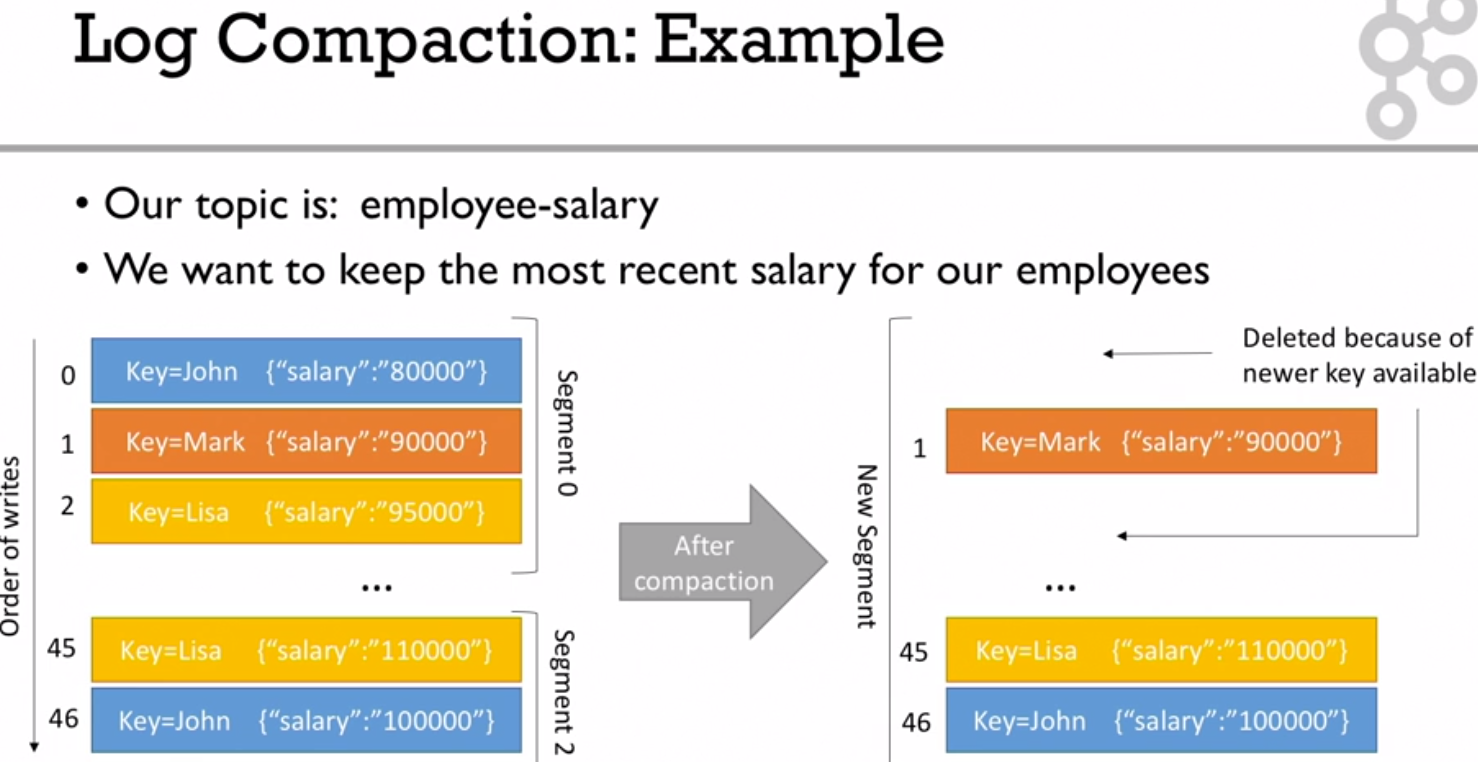 Log Compaction: Example
• Our topic is: employee-salary
• We want to keep the most recent salary for our employees
Order of writes
0
Key=John {“salary”:”80000”}
1
Key=Mark {“salary”:”90000”}
2
Key=Lisa {“salary”:”95000”}
Segment 0
...
45
Key=Lisa {“salary”:”110000”}
46
Key=John {“salary”:”100000”}
Segment 2
After
compaction
New Segment
Deleted because of
newer key available
1
Key=Mark {“salary”:”90000”}
...
45
Key=Lisa {“salary”:”110000”}
46
Key=John {“salary”:”100000”}